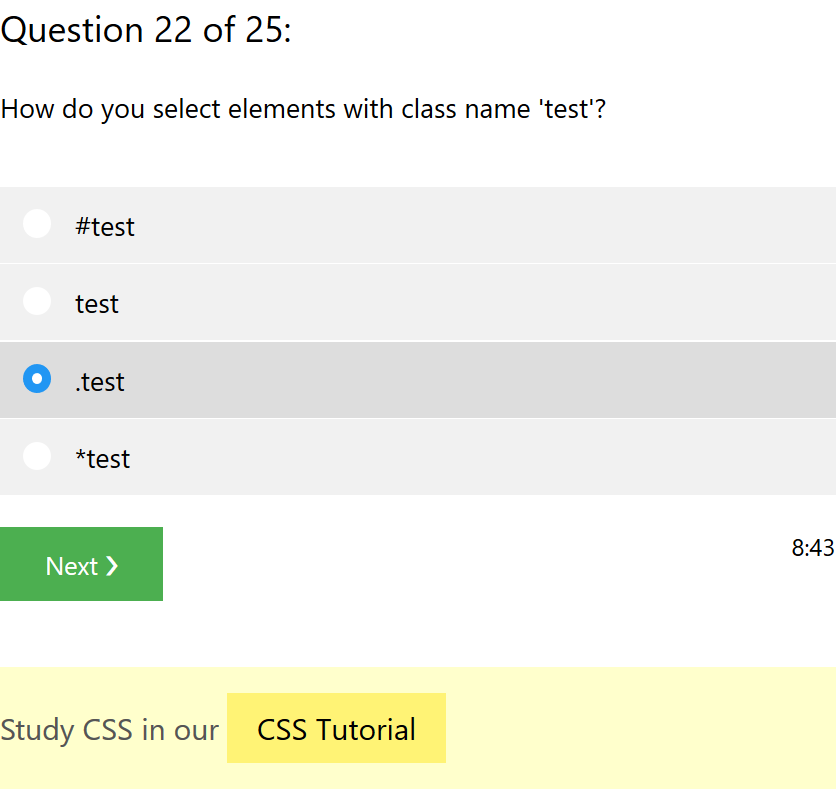 Question 22 of 25:
How do you select elements with class name 'test'?
#test
test
.test
*test
Next ❯
8:43
Study CSS in our CSS Tutorial